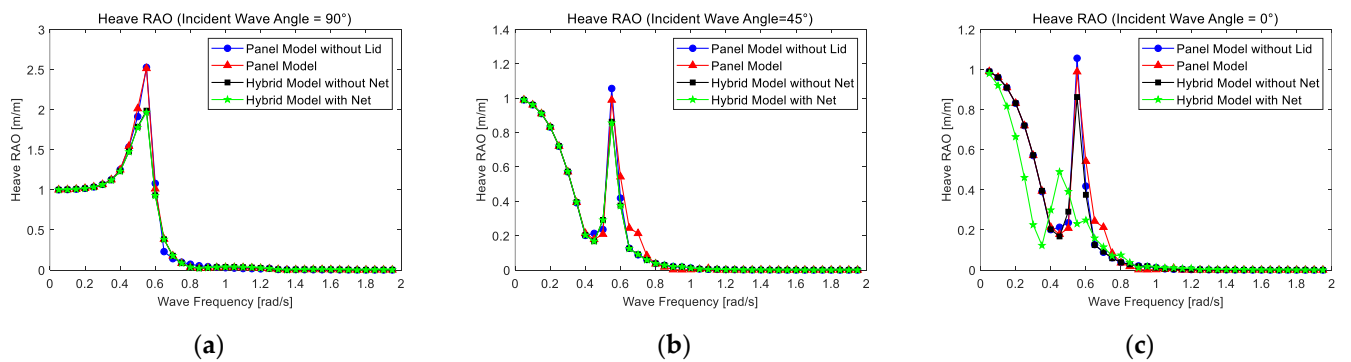 Heave RAO (Incident Wave Angle = 90°)
3
2.5
2
1.5
1
0.5
0
Heave RAO [m/m]
Panel Model without Lid
Panel Model
Hybrid Model without Net
Hybrid Model with Net
0 0.2 0.4 0.6 0.8 1 1.2 1.4 1.6 1.8 2
Wave Frequency [rad/s]
(a)
Heave RAO (Incident Wave Angle=45°)
1.4
1.2
1
0.8
0.6
0.4
0.2
0
Heave RAO [m/m]
Panel Model without Lid
Panel Model
Hybrid Model without Net
Hybrid Model with Net
0 0.2 0.4 0.6 0.8 1 1.2 1.4 1.6 1.8 2
Wave Frequency [rad/s]
(b)
Heave RAO (Incident Wave Angle = 0°)
1.2
1
0.8
0.6
0.4
0.2
0
Heave RAO [m/m]
Panel Model without Lid
Panel Model
Hybrid Model without Net
Hybrid Model with Net
0 0.2 0.4 0.6 0.8 1 1.2 1.4 1.6 1.8 2
Wave Frequency [rad/s]
(c)